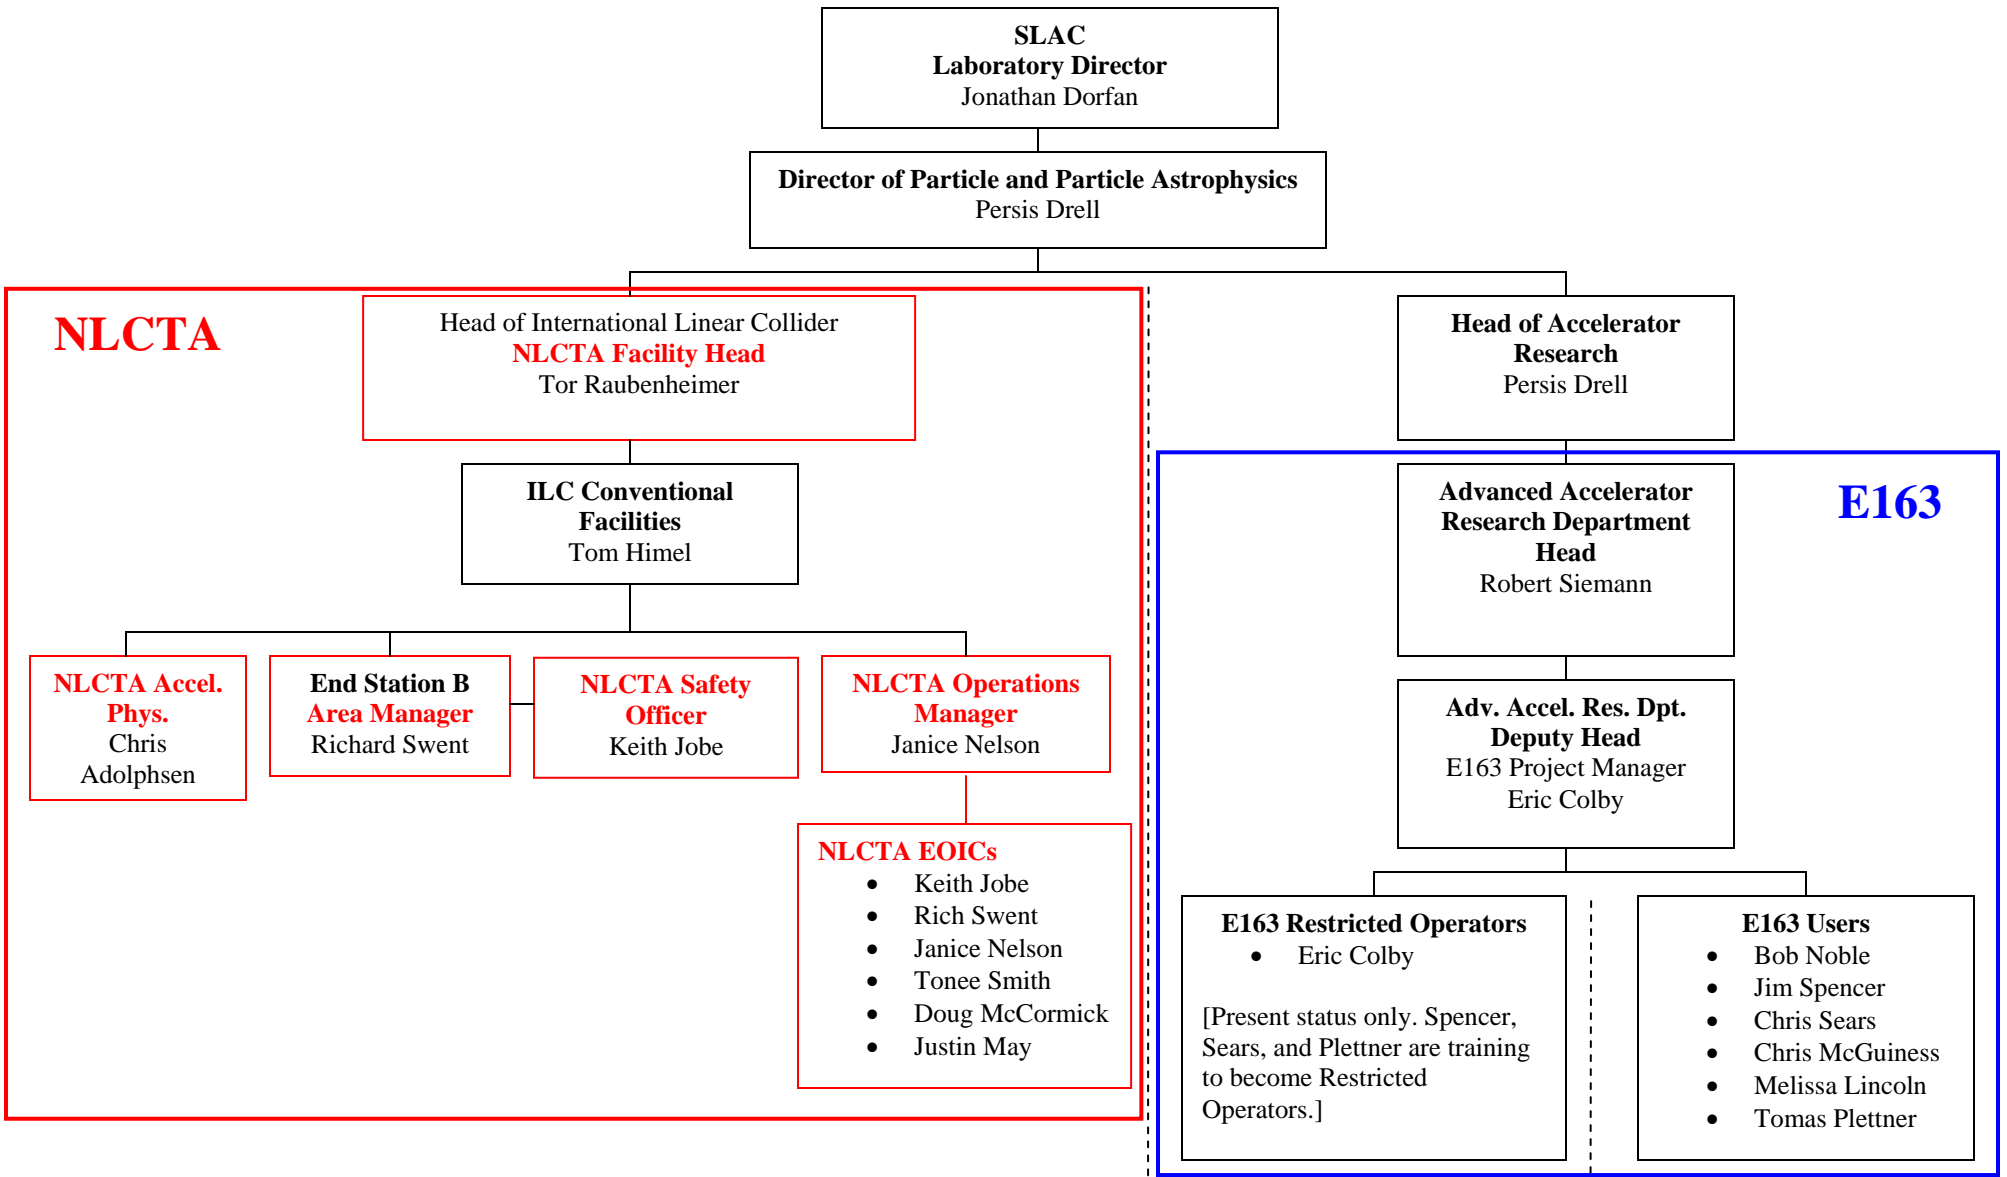 SLAC
Laboratory Director
Jonathan Dorfan
Director of Particle and Particle Astrophysics
Persis Drell
NLCTA
Head of International Linear Collider
NLCTA Facility Head
Tor Raubenheimer
Head of Accelerator
Research
Persis Drell
ILC Conventional
Facilities
Tom Himel
E163
Advanced Accelerator
Research Department
Head
Robert Siemann
NLCTA Accel.
Phys.
Chris
Adolphsen
End Station B
Area Manager
Richard Swent
NLCTA Safety
Officer
Keith Jobe
NLCTA Operations
Manager
Janice Nelson
Adv. Accel. Res. Dpt.
Deputy Head
E163 Project Manager
Eric Colby
NLCTA EOICs
• Keith Jobe
• Rich Swent
• Janice Nelson
• Tonee Smith
• Doug McCormick
• Justin May
E163 Restricted Operators
• Eric Colby
[Present status only. Spencer,
Sears, and Plettner are training
to become Restricted
Operators.]
E163 Users
• Bob Noble
• Jim Spencer
• Chris Sears
• Chris McGuiness
• Melissa Lincoln
• Tomas Plettner